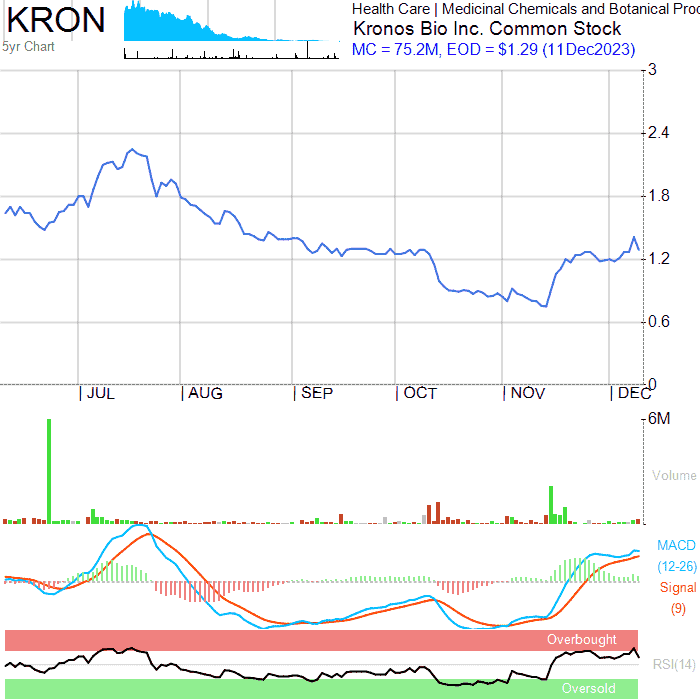 KRON
5yr Chart
Health Care | Medicinal Chemicals and Botanical Proc
Kronos Bio Inc. Common Stock
MC = 75.2M, EOD = $1.29 (11Dec2023)
3
2.4
1.8
1.2
0.6
0
| JUL | AUG | SEP | OCT | NOV | DEC
6M
Volume
MACD
(12-26)
Signal
(9)
Overbought
RSI(14)
Oversold